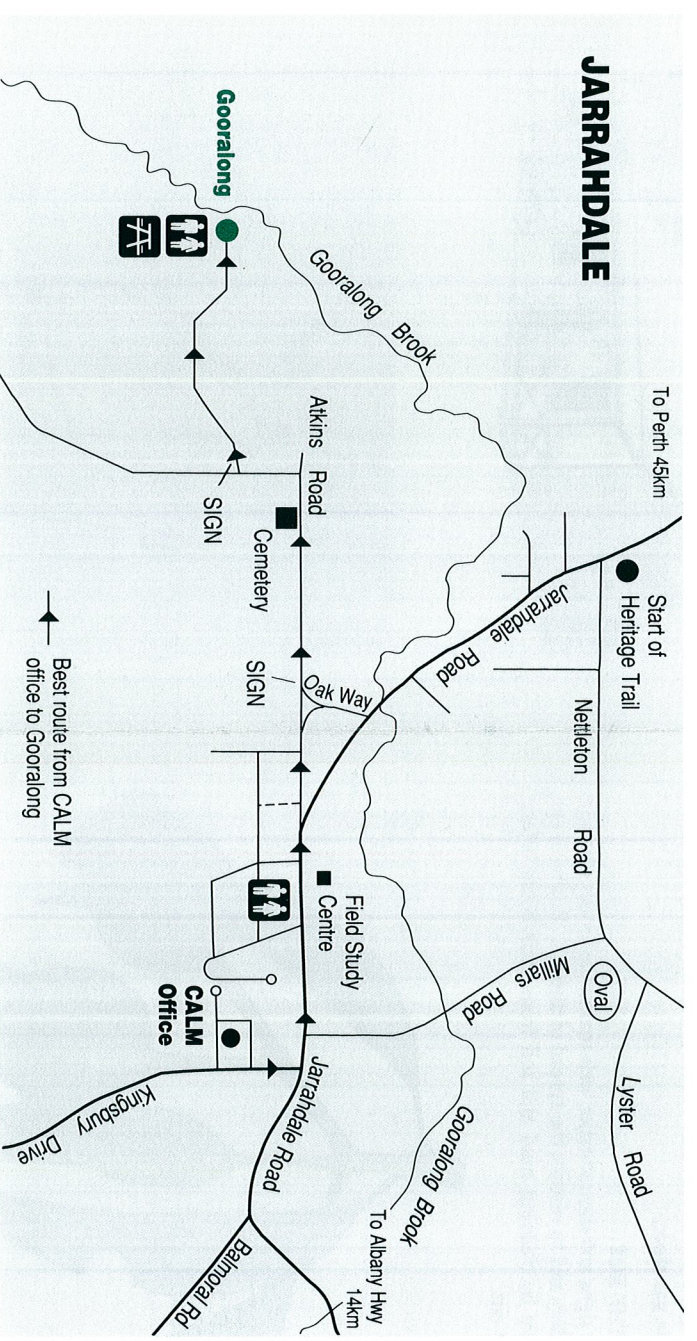 JARRAHDALE
To Perth 45km
Start of
Heritage Trail
Nettleton Road
Oval
Lyster Road
Millars Road
Jarrahdale Road
Gooralong Brook
Gooralong
Atkins Road
SIGN
Cemetery
Oak Way
SIGN
Field Study
Centre
CALM
Office
Jarrahdale Road
Kingsbury Drive
Gooralong Brook
To Albany Hwy
14km
Balmoral Rd
Best route from CALM
office to Gooralong